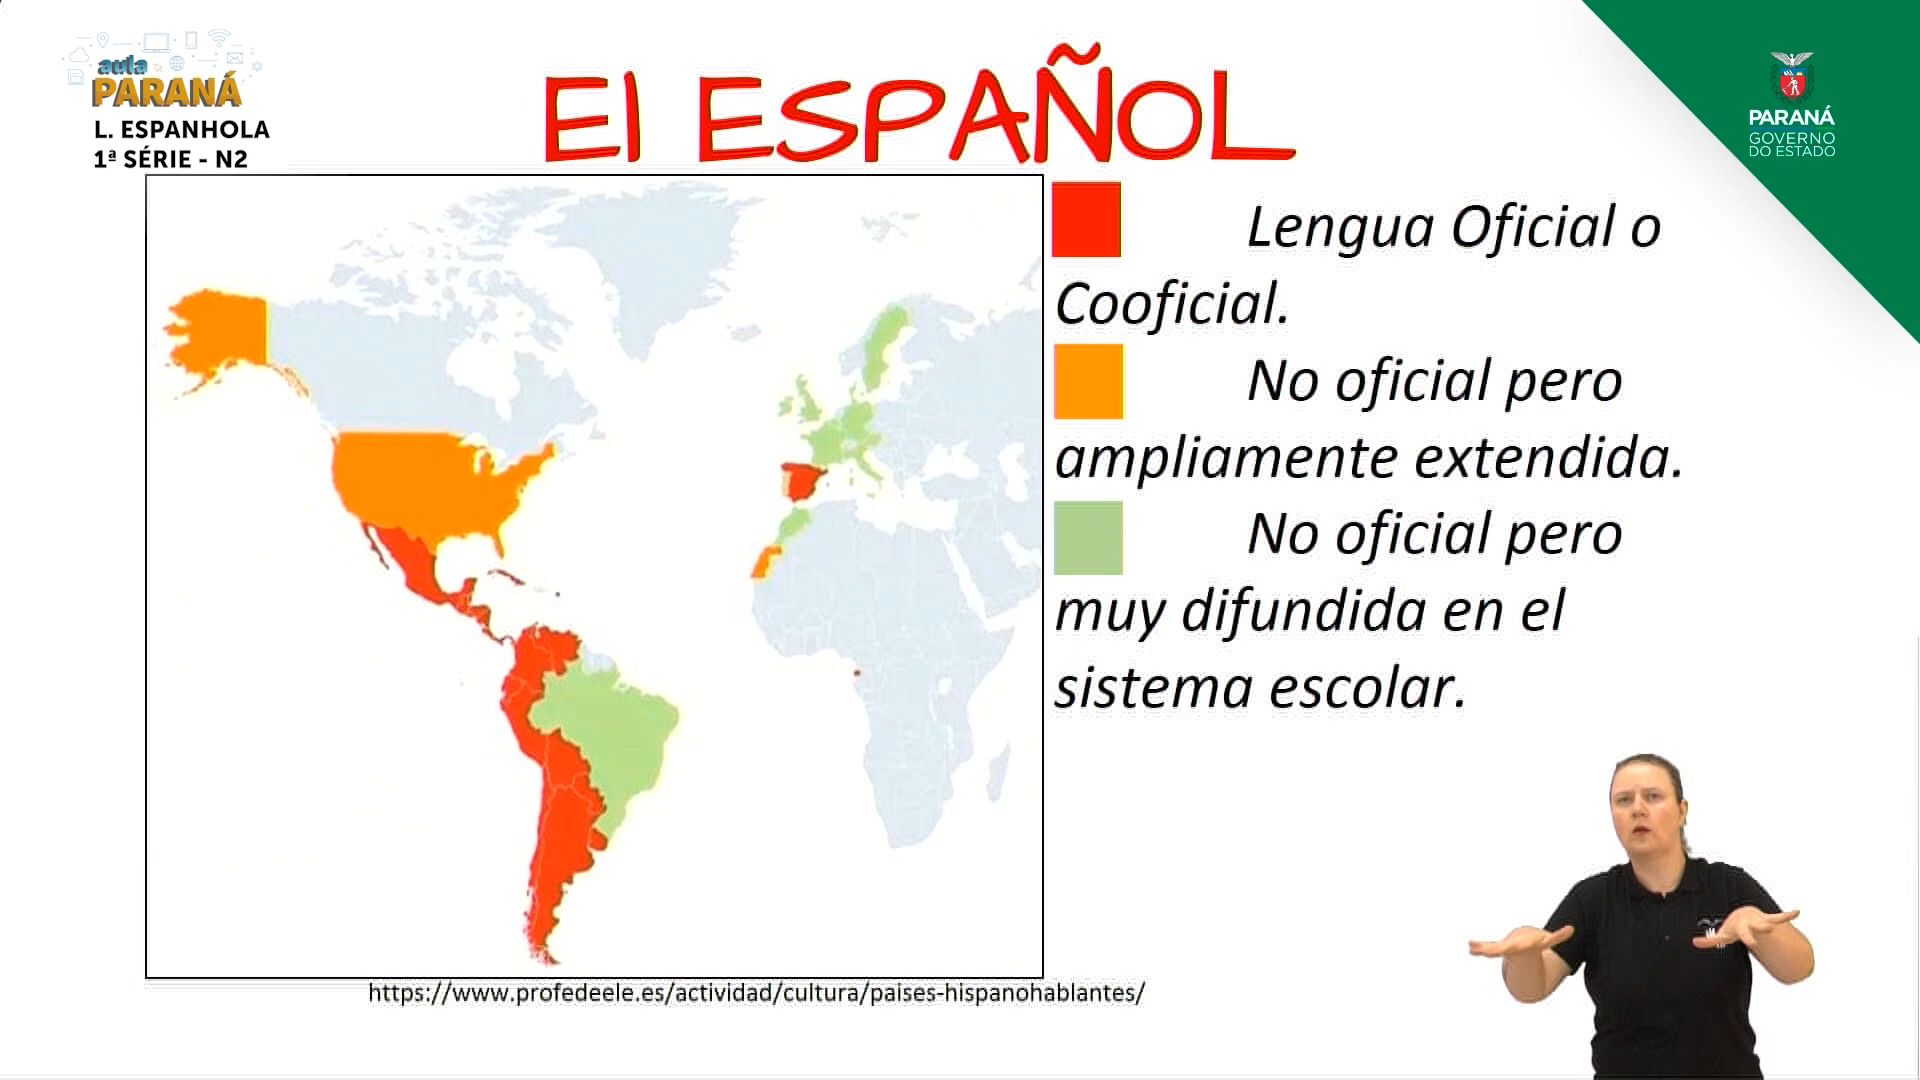 aula
PARANÁ
L. ESPANHOLA
1ª SÉRIE - N2
El ESPAÑOL
PARANÁ
GOVERNO
DO ESTADO
Lengua Oficial o
Cooficial.
No oficial pero
ampliamente extendida.
No oficial pero
muy difundida en el
sistema escolar.
https://www.profedeele.es/actividad/cultura/paises-hispanohablantes/